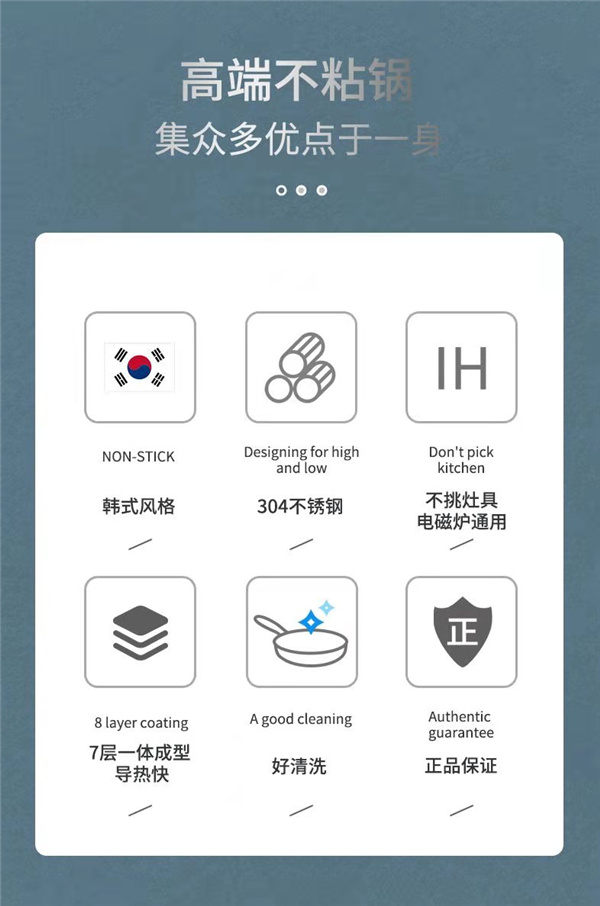 高端不粘锅
集众多优点于一身
IH
NON-STICK
Designing for high
and low
Don't pick
kitchen
韩式风格
304不锈钢
不挑灶具
电磁炉通用
正
8 layer coating
A good cleaning
Authentic
guarantee
7层一体成型
导热快
好清洗
正品保证